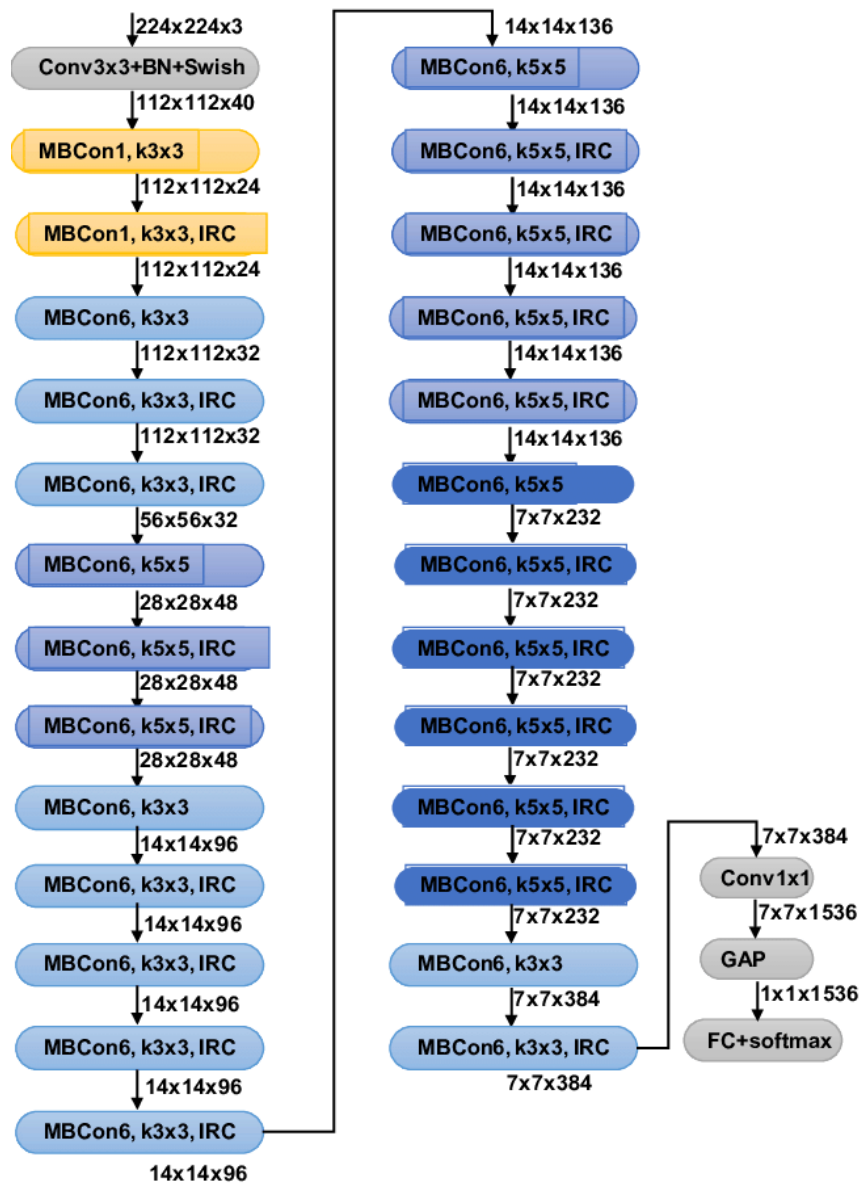 224x224x3
Conv3x3+BN+Swish
112x112x40
MBCon1, k3x3
112x112x24
MBCon1, k3x3, IRC
112x112x24
MBCon6, k3x3
112x112x32
MBCon6, k3x3, IRC
112x112x32
MBCon6, k3x3, IRC
56x56x32
MBCon6, k5x5
28x28x48
MBCon6, k5x5, IRC
28x28x48
MBCon6, k5x5, IRC
28x28x48
MBCon6, k3x3
14x14x96
MBCon6, k3x3, IRC
14x14x96
MBCon6, k3x3, IRC
14x14x96
MBCon6, k3x3, IRC
14x14x96
MBCon6, k3x3, IRC
14x14x96
14x14x136
MBCon6, k5x5
14x14x136
MBCon6, k5x5, IRC
14x14x136
MBCon6, k5x5, IRC
14x14x136
MBCon6, k5x5, IRC
14x14x136
MBCon6, k5x5, IRC
14x14x136
MBCon6, k5x5
7x7x232
MBCon6, k5x5, IRC
7x7x232
MBCon6, k5x5, IRC
7x7x232
MBCon6, k5x5, IRC
7x7x232
MBCon6, k5x5, IRC
7x7x232
MBCon6, k5x5, IRC
7x7x232
MBCon6, k3x3
7x7x384
MBCon6, k3x3, IRC
7x7x384
7x7x384
Conv1x1
7x7x1536
GAP
1x1x1536
FC+softmax